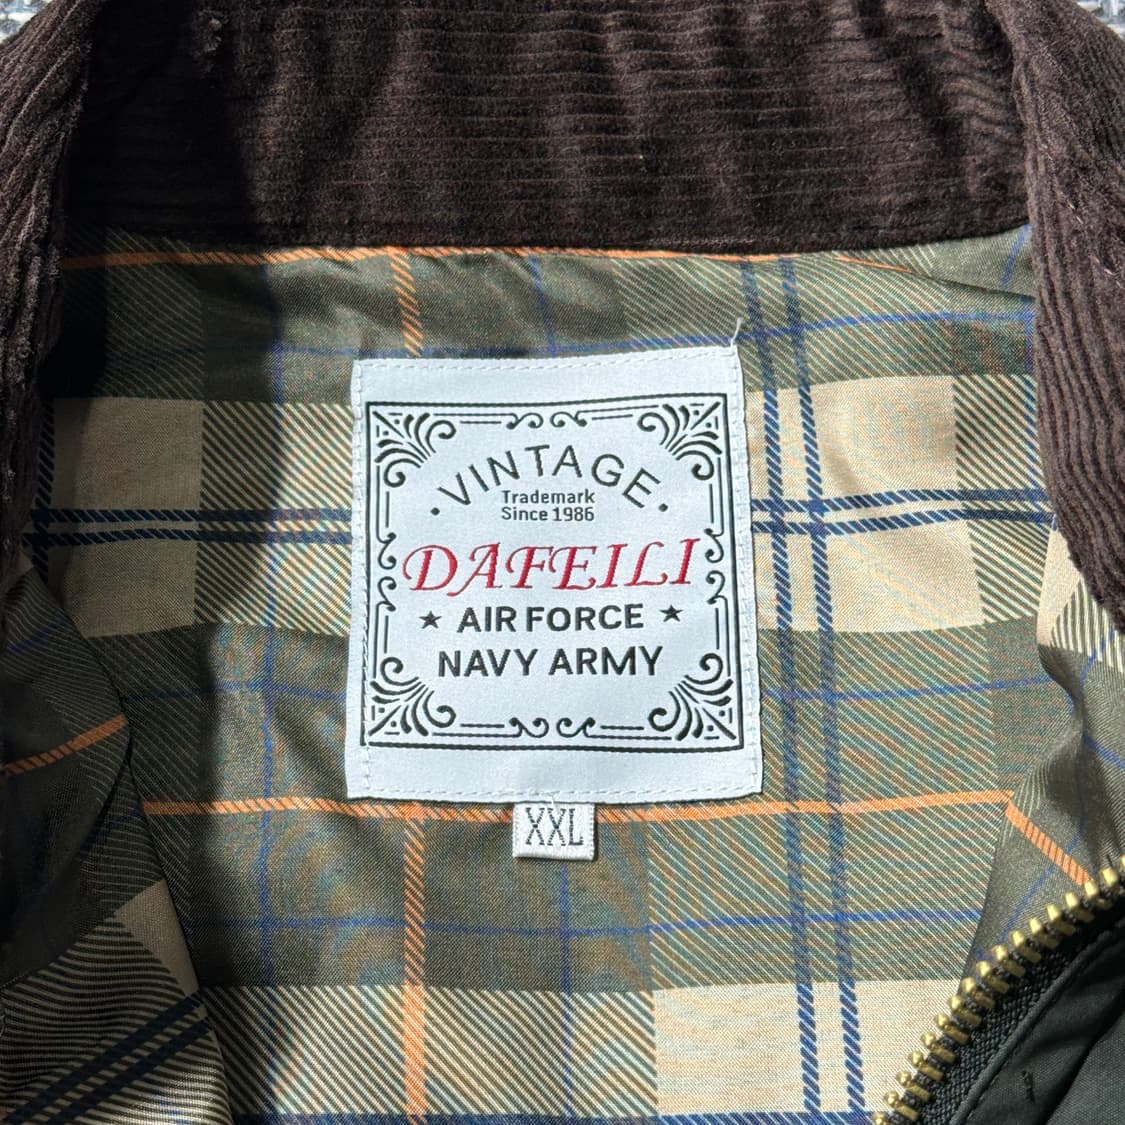 ·VINTAGE·
Trademark
Since 1986
DAFEILI
★ AIR FORCE ★
NAVY ARMY
XXL